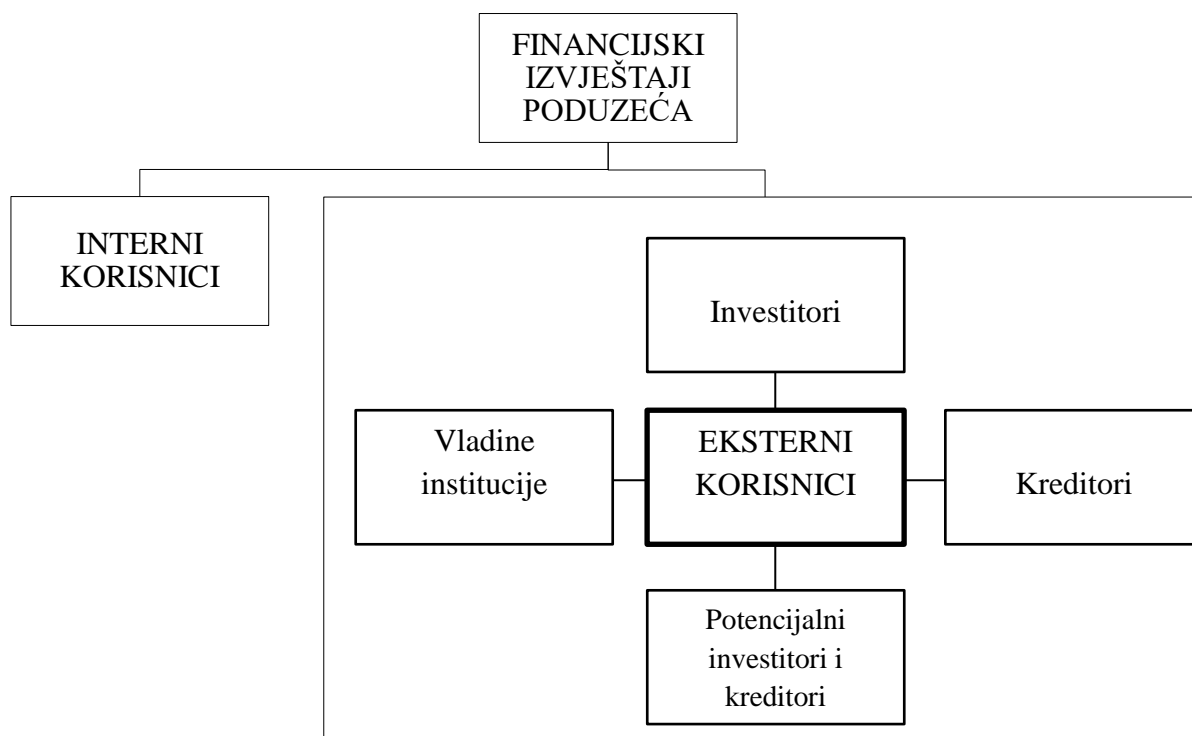 FINANCIJSKI
IZVJEŠTAJI
PODUZEĆA
INTERNI
KORISNICI
Investitori
Vladine
institucije
EKSTERNI
KORISNICI
Kreditori
Potencijalni
investitori i
kreditori